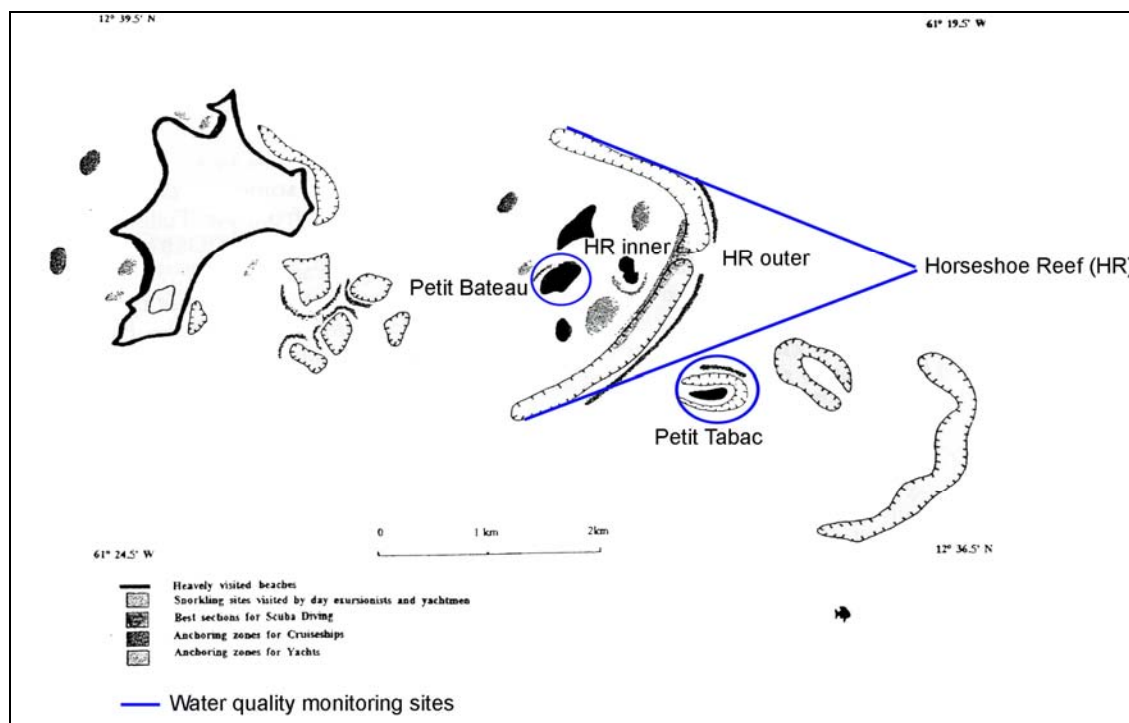 12° 39.5' N
61° 19.5' W
HR inner
HR outer
Petit Bateau
Horseshoe Reef (HR)
Petit Tabac
0 1 km 2km
61° 24.5' W
12° 36.5' N
Heavely visited beaches
Snorkling sites visited by day exursionists and yachtmen
Best sections for Scuba Diving
Anchoring zones for Cruiseships
Anchoring zones for Yachts
Water quality monitoring sites